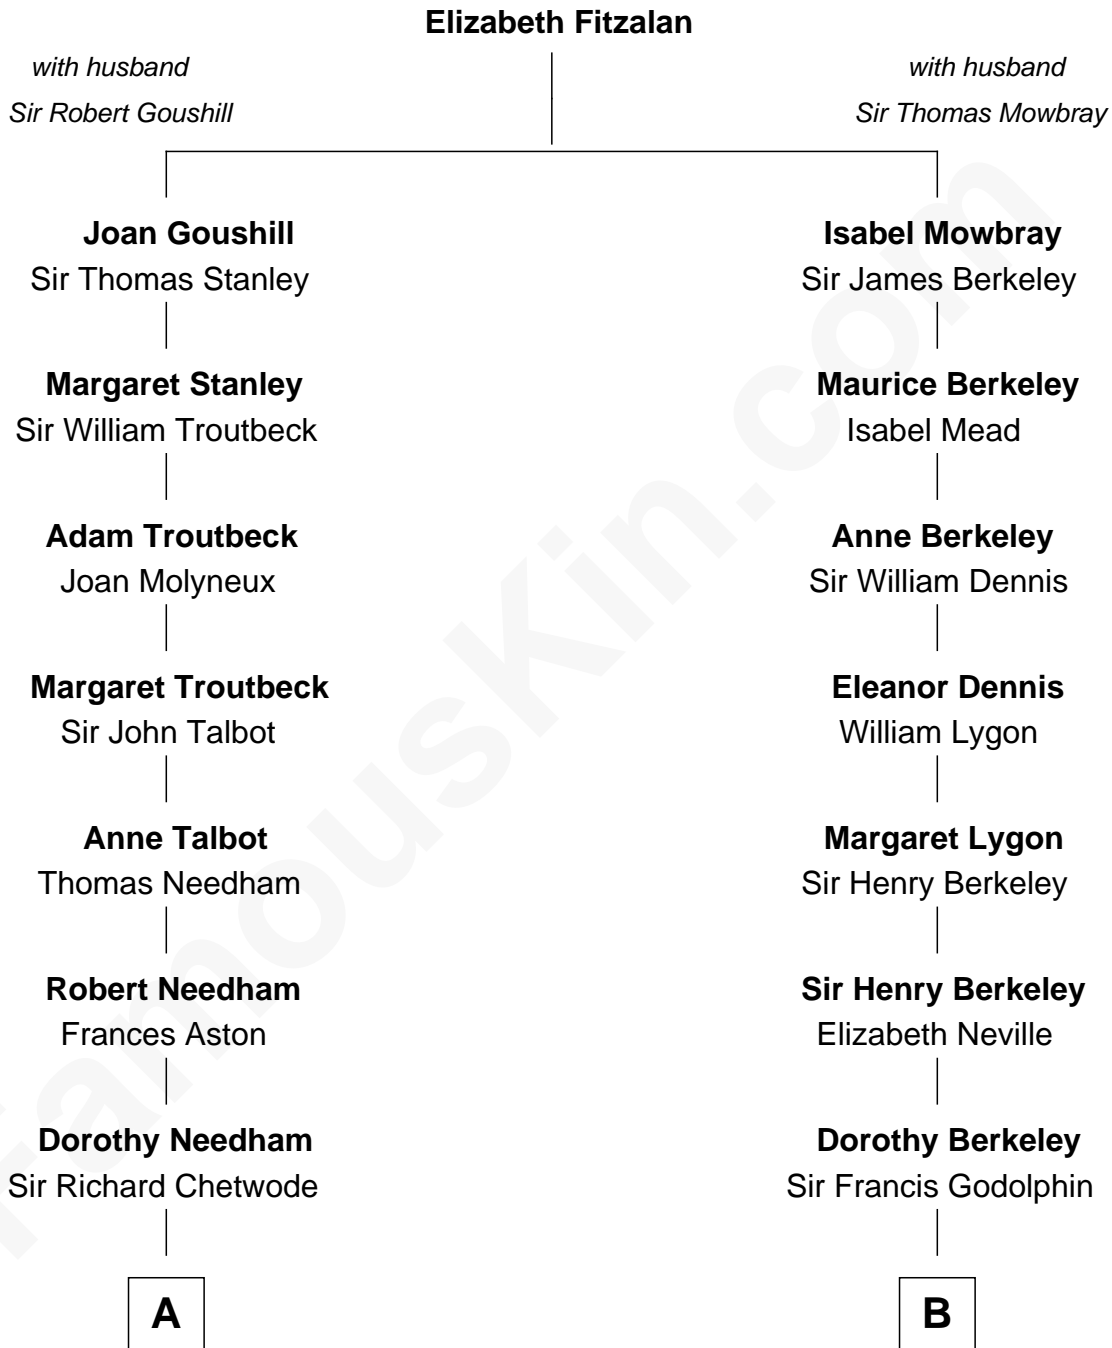 Elizabeth Fitzalan
with husband
Sir Robert Goushill
with husband
Sir Thomas Mowbray
Joan Goushill
Sir Thomas Stanley
Isabel Mowbray
Sir James Berkeley
Margaret Stanley
Sir William Troutbeck
Maurice Berkeley
Isabel Mead
Adam Troutbeck
Joan Molyneux
Anne Berkeley
Sir William Dennis
Margaret Troutbeck
Sir John Talbot
Eleanor Dennis
William Lygon
Anne Talbot
Thomas Needham
Margaret Lygon
Sir Henry Berkeley
Robert Needham
Frances Aston
Sir Henry Berkeley
Elizabeth Neville
Dorothy Needham
Sir Richard Chetwode
Dorothy Berkeley
Sir Francis Godolphin
A
B
FamousKin.com